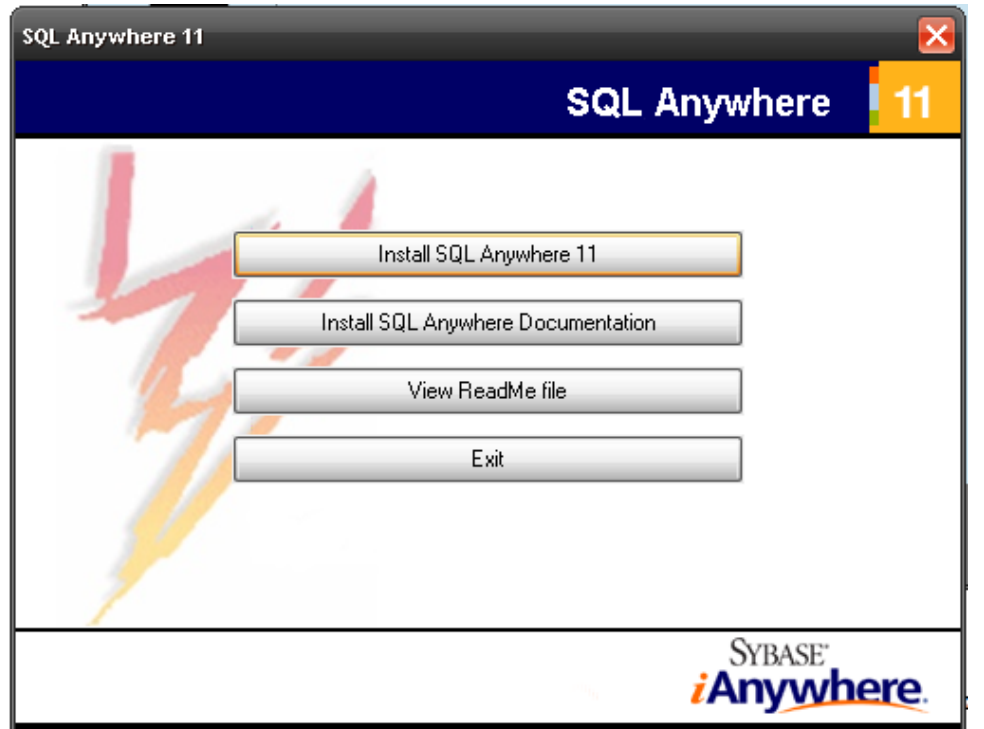 SQL Anywhere 11
SQL Anywhere 11
Install SQL Anywhere 11
Install SQL Anywhere Documentation
View ReadMe file
Exit
SYBASE
iAnywhere.